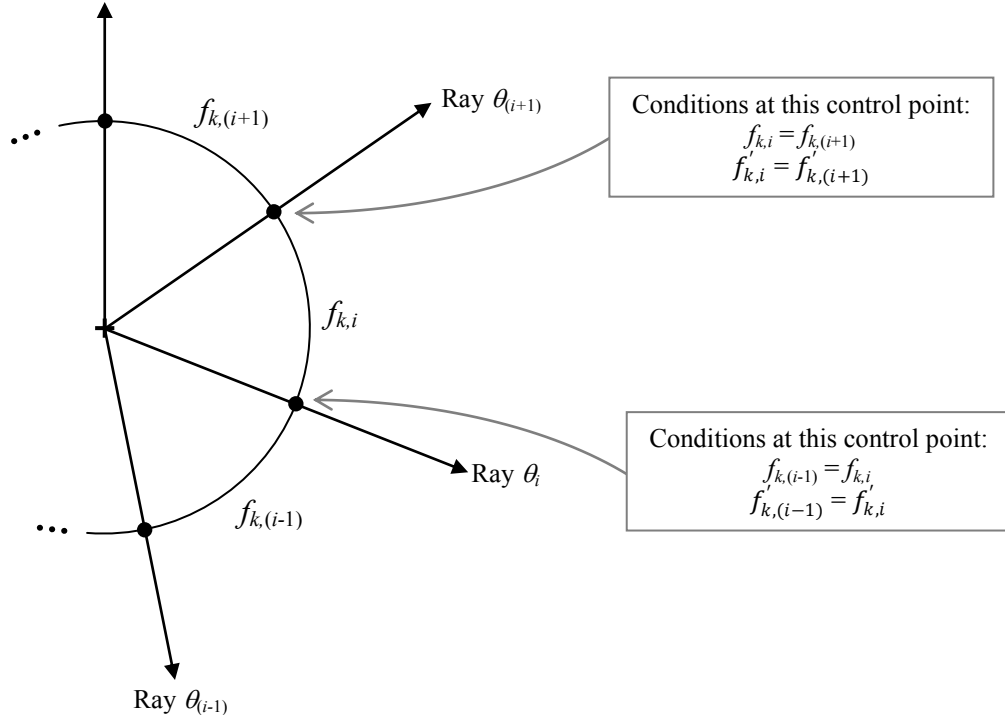 Ray θ(i+1)
Conditions at this control point:
fk,i = fk,(i+1)
f′k,i = f′k,(i+1)
fk,(i+1)
fk,i
Ray θi
Conditions at this control point:
fk,(i-1) = fk,i
f′k,(i−1) = f′k,i
fk,(i-1)
Ray θ(i-1)